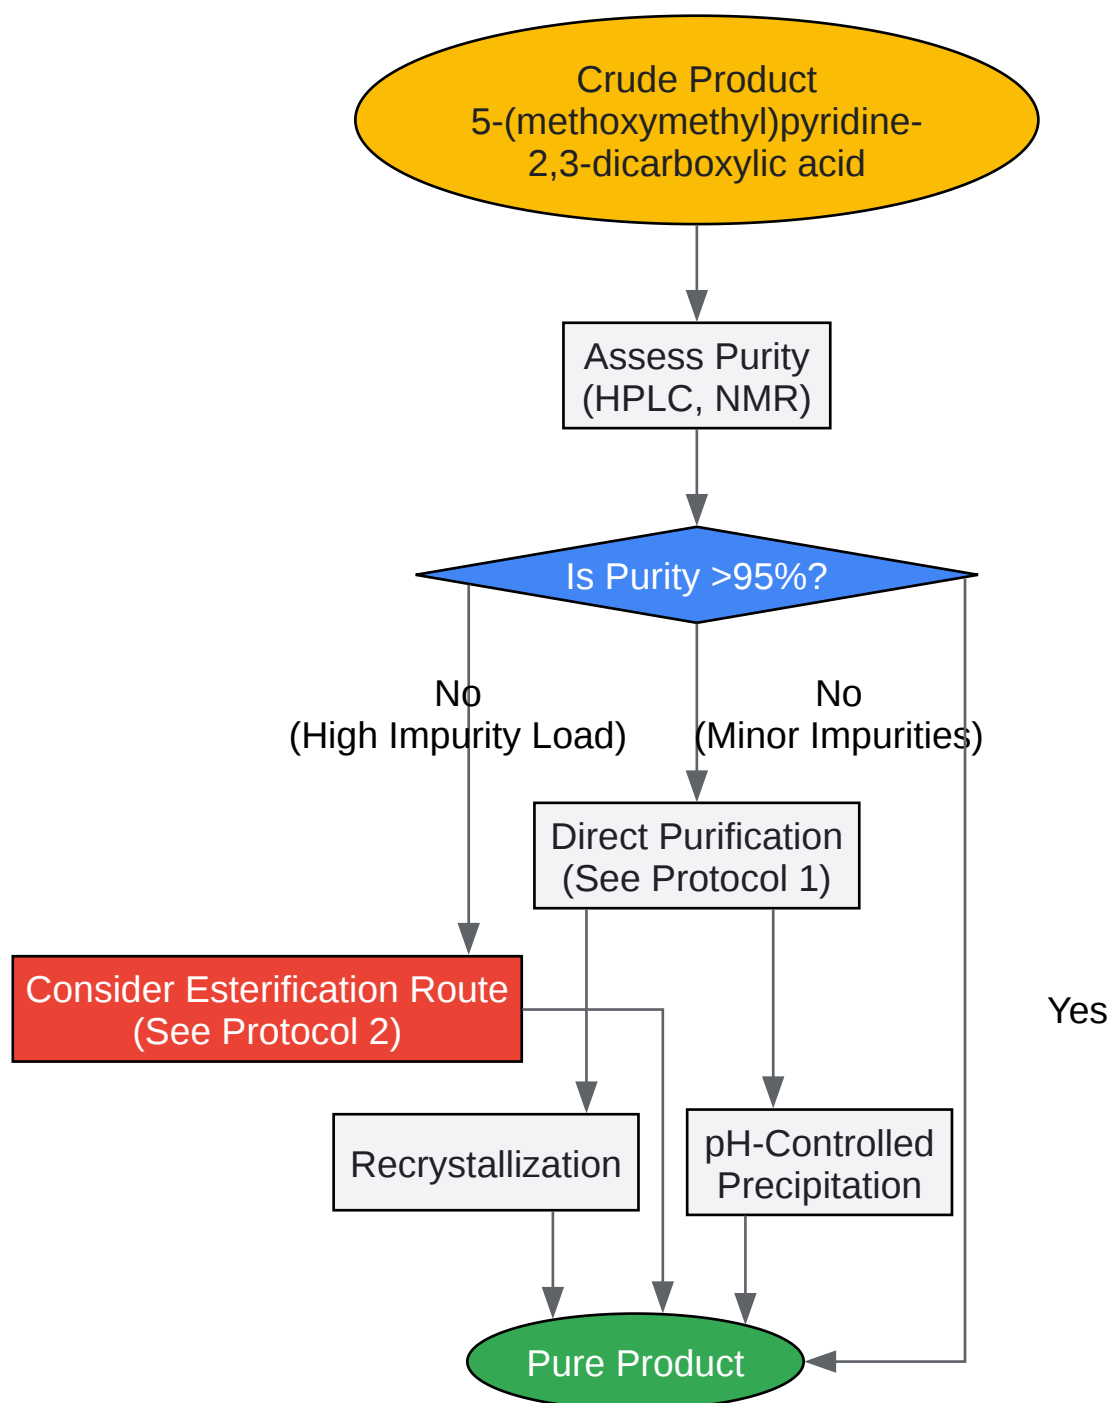 Crude Product
5-(methoxymethyl)pyridine-
2,3-dicarboxylic acid
Assess Purity
(HPLC, NMR)
Is Purity >95%?
No
(High Impurity Load)
No
(Minor Impurities)
Direct Purification
(See Protocol 1)
Consider Esterification Route
(See Protocol 2)
Yes
Recrystallization
pH-Controlled
Precipitation
Pure Product